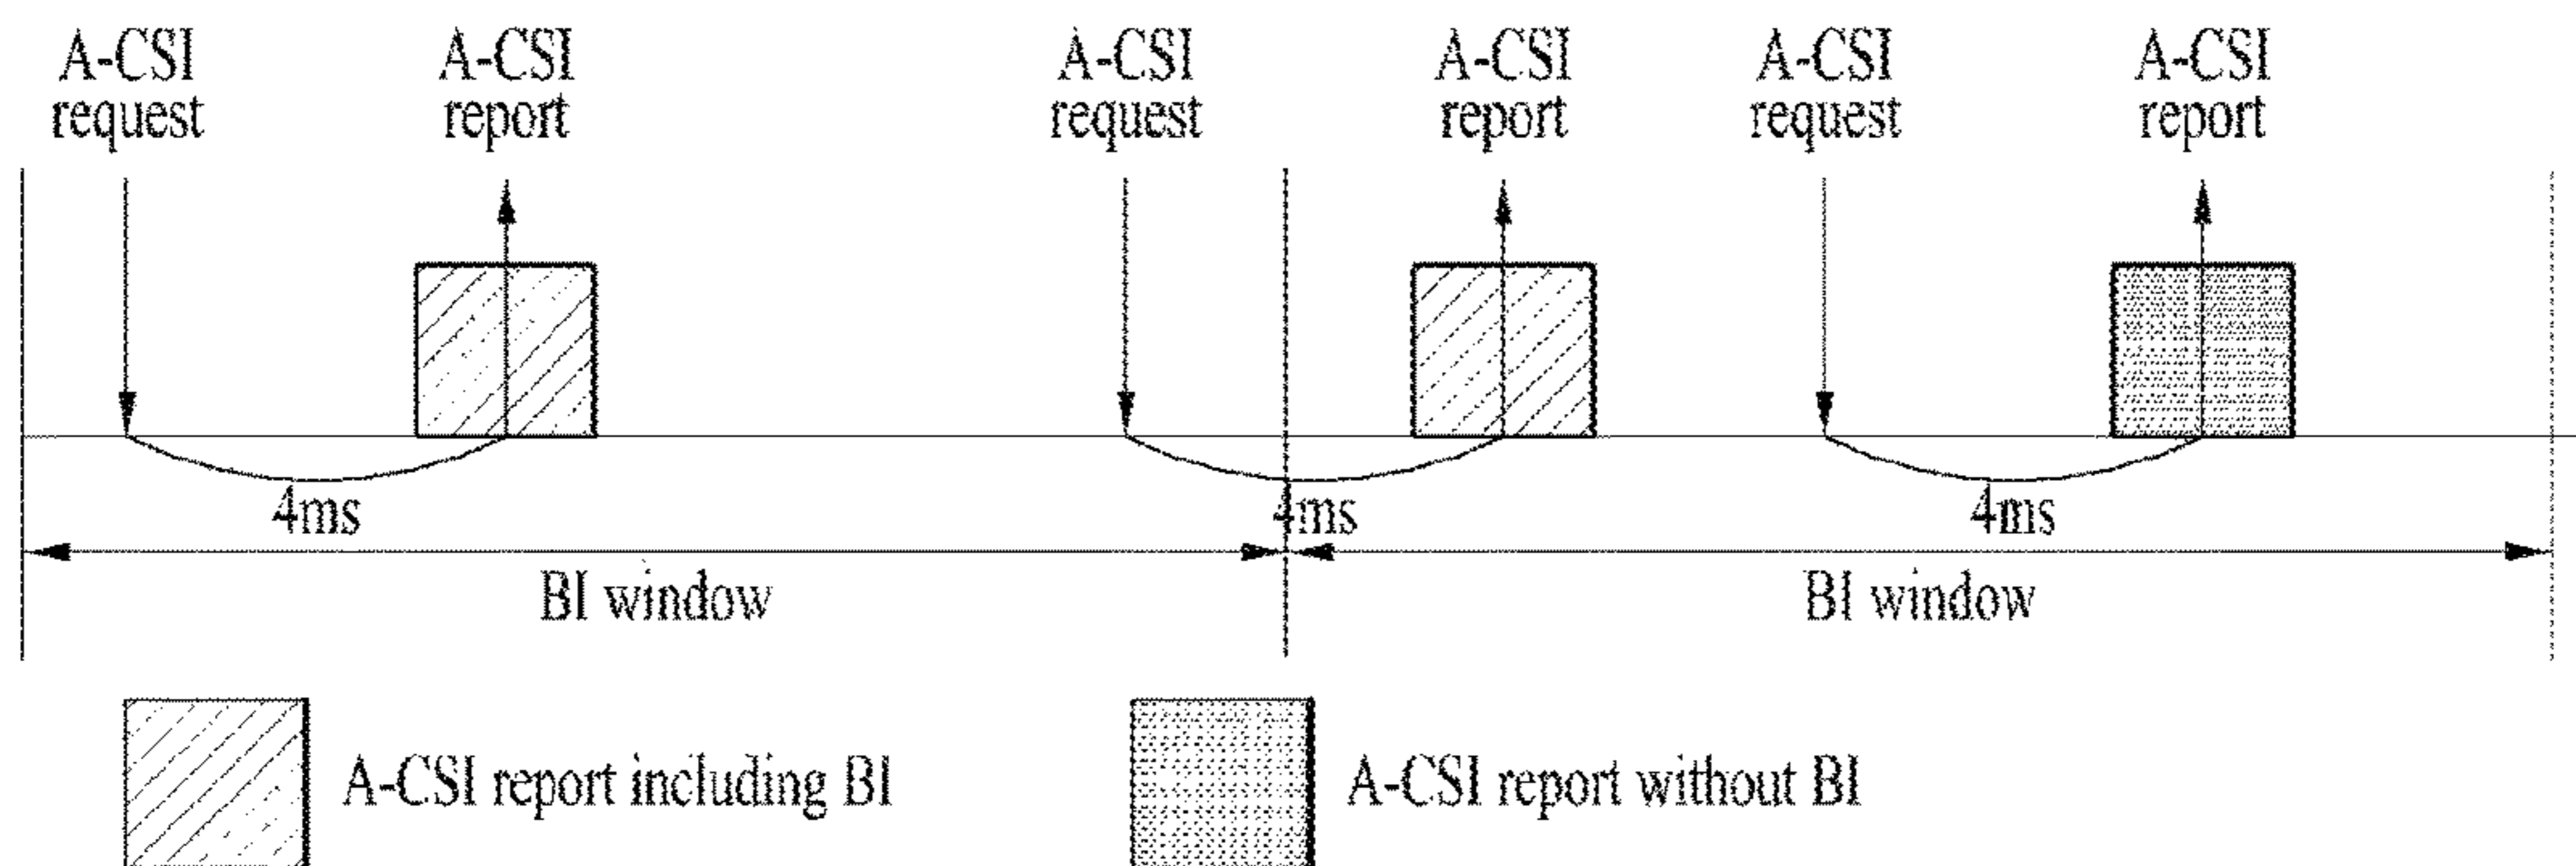 A-CSI
request
A-CSI
report
A-CSI
request
A-CSI
report
A-CSI
request
A-CSI
report
4ms
4ms
4ms
BI window
BI window
A-CSI report including BI
A-CSI report without BI